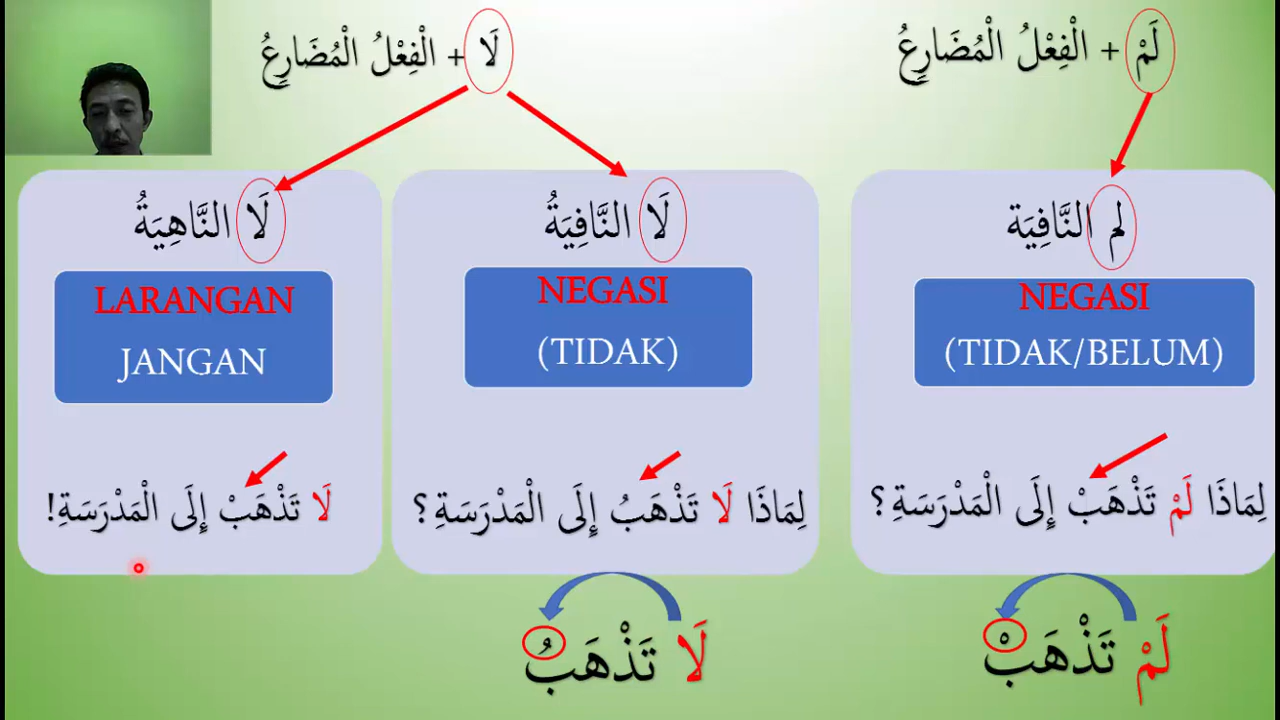 لَمْ + الْفِعْلُ الْمُضَارِعُ
لَا + الْفِعْلُ الْمُضَارِعُ
لم النَّافِيَة
NEGASI
(TIDAK/BELUM)
لِمَاذَا لَمْ تَذْهَبْ إِلَى الْمَدْرَسَةِ؟
لَمْ تَذْهَبْ
لَا النَّافِيَةُ
NEGASI
(TIDAK)
لِمَاذَا لَا تَذْهَبُ إِلَى الْمَدْرَسَةِ؟
لَا تَذْهَبُ
لَا النَّاهِيَةُ
LARANGAN
JANGAN
لَا تَذْهَبْ إِلَى الْمَدْرَسَةِ!